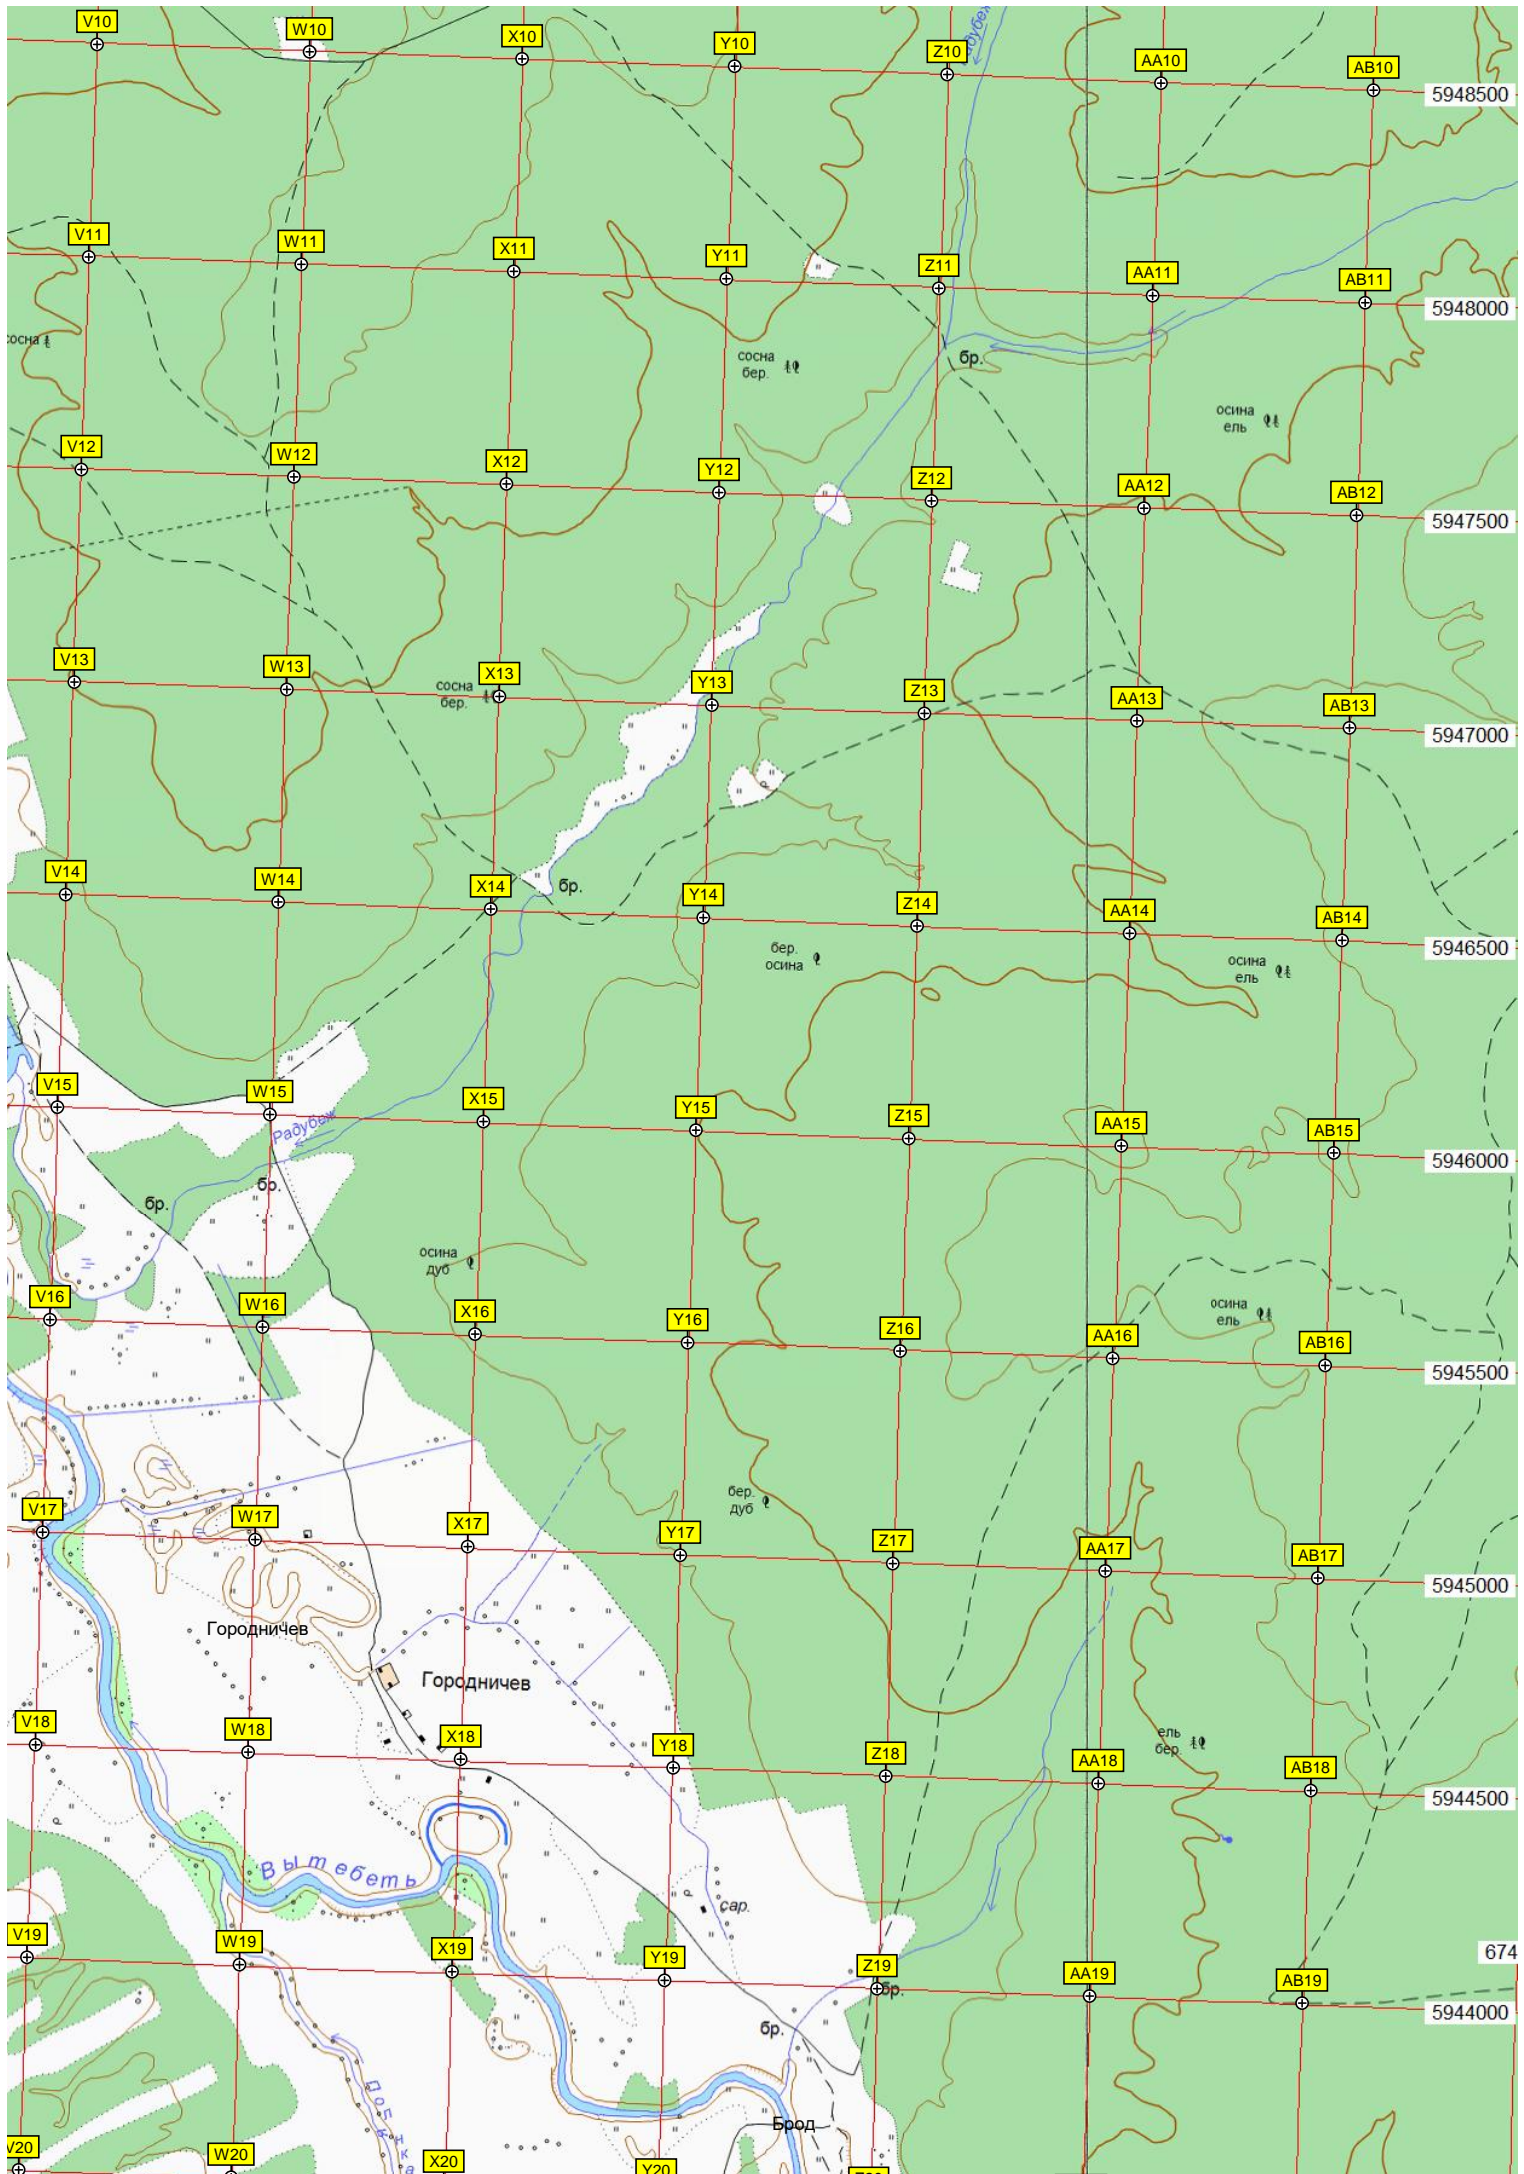 V10
W10
X10
Y10
Z10
AA10
AB10
5948500
V11
W11
X11
Y11
Z11
AA11
AB11
5948000
сосна
сосна
бер.
бр.
осина
ель
V12
W12
X12
Y12
Z12
AA12
AB12
5947500
V13
W13
X13
Y13
Z13
AA13
AB13
5947000
сосна
бер.
V14
W14
X14
бр.
Y14
Z14
AA14
AB14
5946500
бер.
осина
осина
ель
V15
W15
X15
Y15
Z15
AA15
AB15
5946000
Радубеж
бр.
бр.
осина
дуб
осина
ель
V16
W16
X16
Y16
Z16
AA16
AB16
5945500
бер.
дуб
V17
W17
X17
Y17
Z17
AA17
AB17
5945000
Городничев
Городничев
V18
W18
X18
Y18
Z18
AA18
AB18
5944500
ель
бер.
Вытебеть
сар.
V19
W19
X19
Y19
Z19
AA19
AB19
674
5944000
бр.
бр.
Брод
V20
W20
X20
Y20